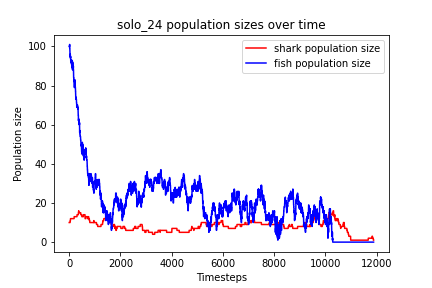 solo_24 population sizes over time
shark population size
fish population size
Population size
100
80
60
40
20
0
0 2000 4000 6000 8000 10000 12000
Timesteps